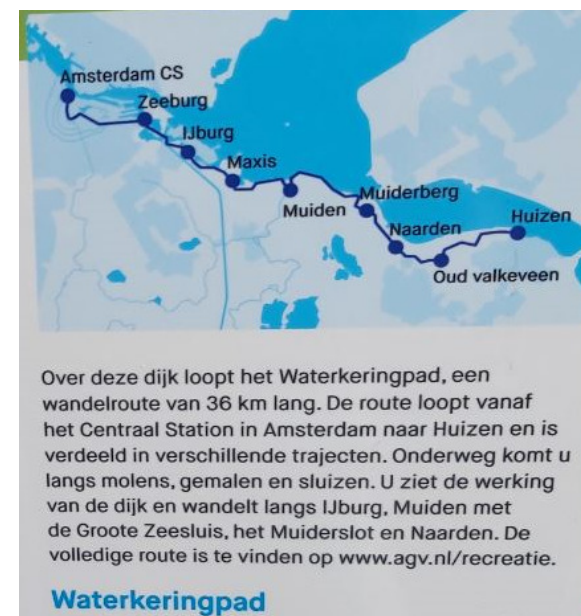 Amsterdam CS
Zeeburg
IJburg
Maxis
Muiden
Muiderberg
Naarden
Huizen
Oud valkeveen
Over deze dijk loopt het Waterkeringpad, een
wandelroute van 36 km lang. De route loopt vanaf
het Centraal Station in Amsterdam naar Huizen en is
verdeeld in verschillende trajecten. Onderweg komt u
langs molens, gemalen en sluizen. U ziet de werking
van de dijk en wandelt langs IJburg, Muiden met
de Groote Zeesluis, het Muiderslot en Naarden. De
volledige route is te vinden op www.agv.nl/recreatie.
Waterkeringpad